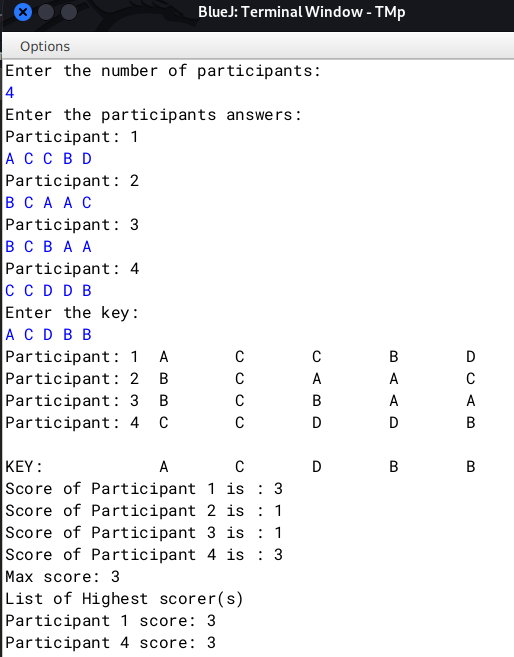 BlueJ: Terminal Window - TMp
Options
Enter the number of participants:
4
Enter the participants answers:
Participant: 1
A C C B D
Participant: 2
B C A A C
Participant: 3
B C B A A
Participant: 4
C C D D B
Enter the key:
A C D B B
Participant: 1 A C C B D
Participant: 2 B C A A C
Participant: 3 B C B A A
Participant: 4 C C D D B
KEY: A C D B B
Score of Participant 1 is : 3
Score of Participant 2 is : 1
Score of Participant 3 is : 1
Score of Participant 4 is : 3
Max score: 3
List of Highest scorer(s)
Participant 1 score: 3
Participant 4 score: 3